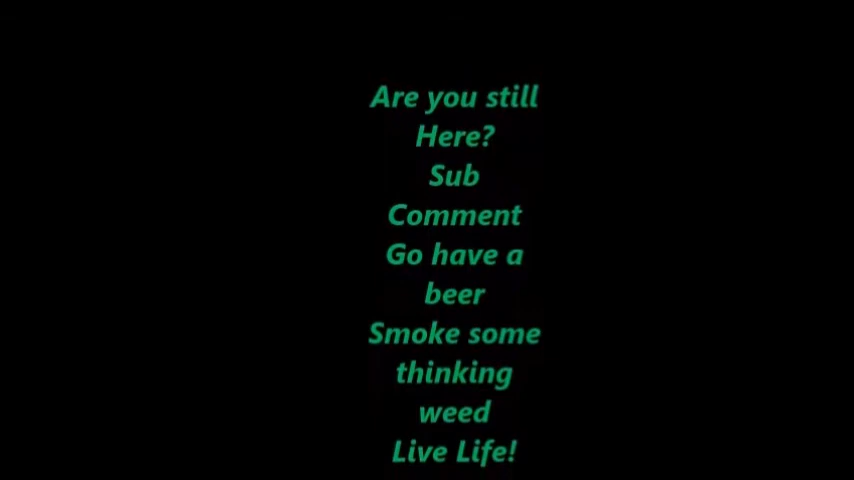 Are you still
Here?
Sub
Comment
Go have a
beer
Smoke some
thinking
weed
Live Life!